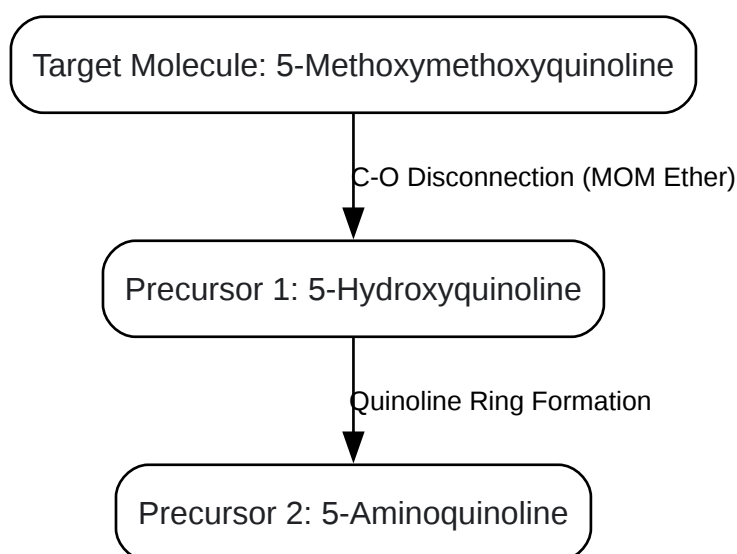 Target Molecule: 5-Methoxymethoxyquinoline
C-O Disconnection (MOM Ether)
Precursor 1: 5-Hydroxyquinoline
Quinoline Ring Formation
Precursor 2: 5-Aminoquinoline